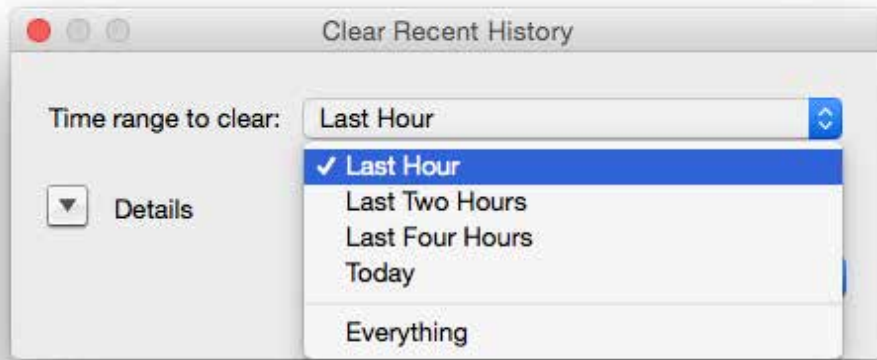 Clear Recent History
Time range to clear: Last Hour
✓ Last Hour
Last Two Hours
Details
Last Four Hours
Today
Everything